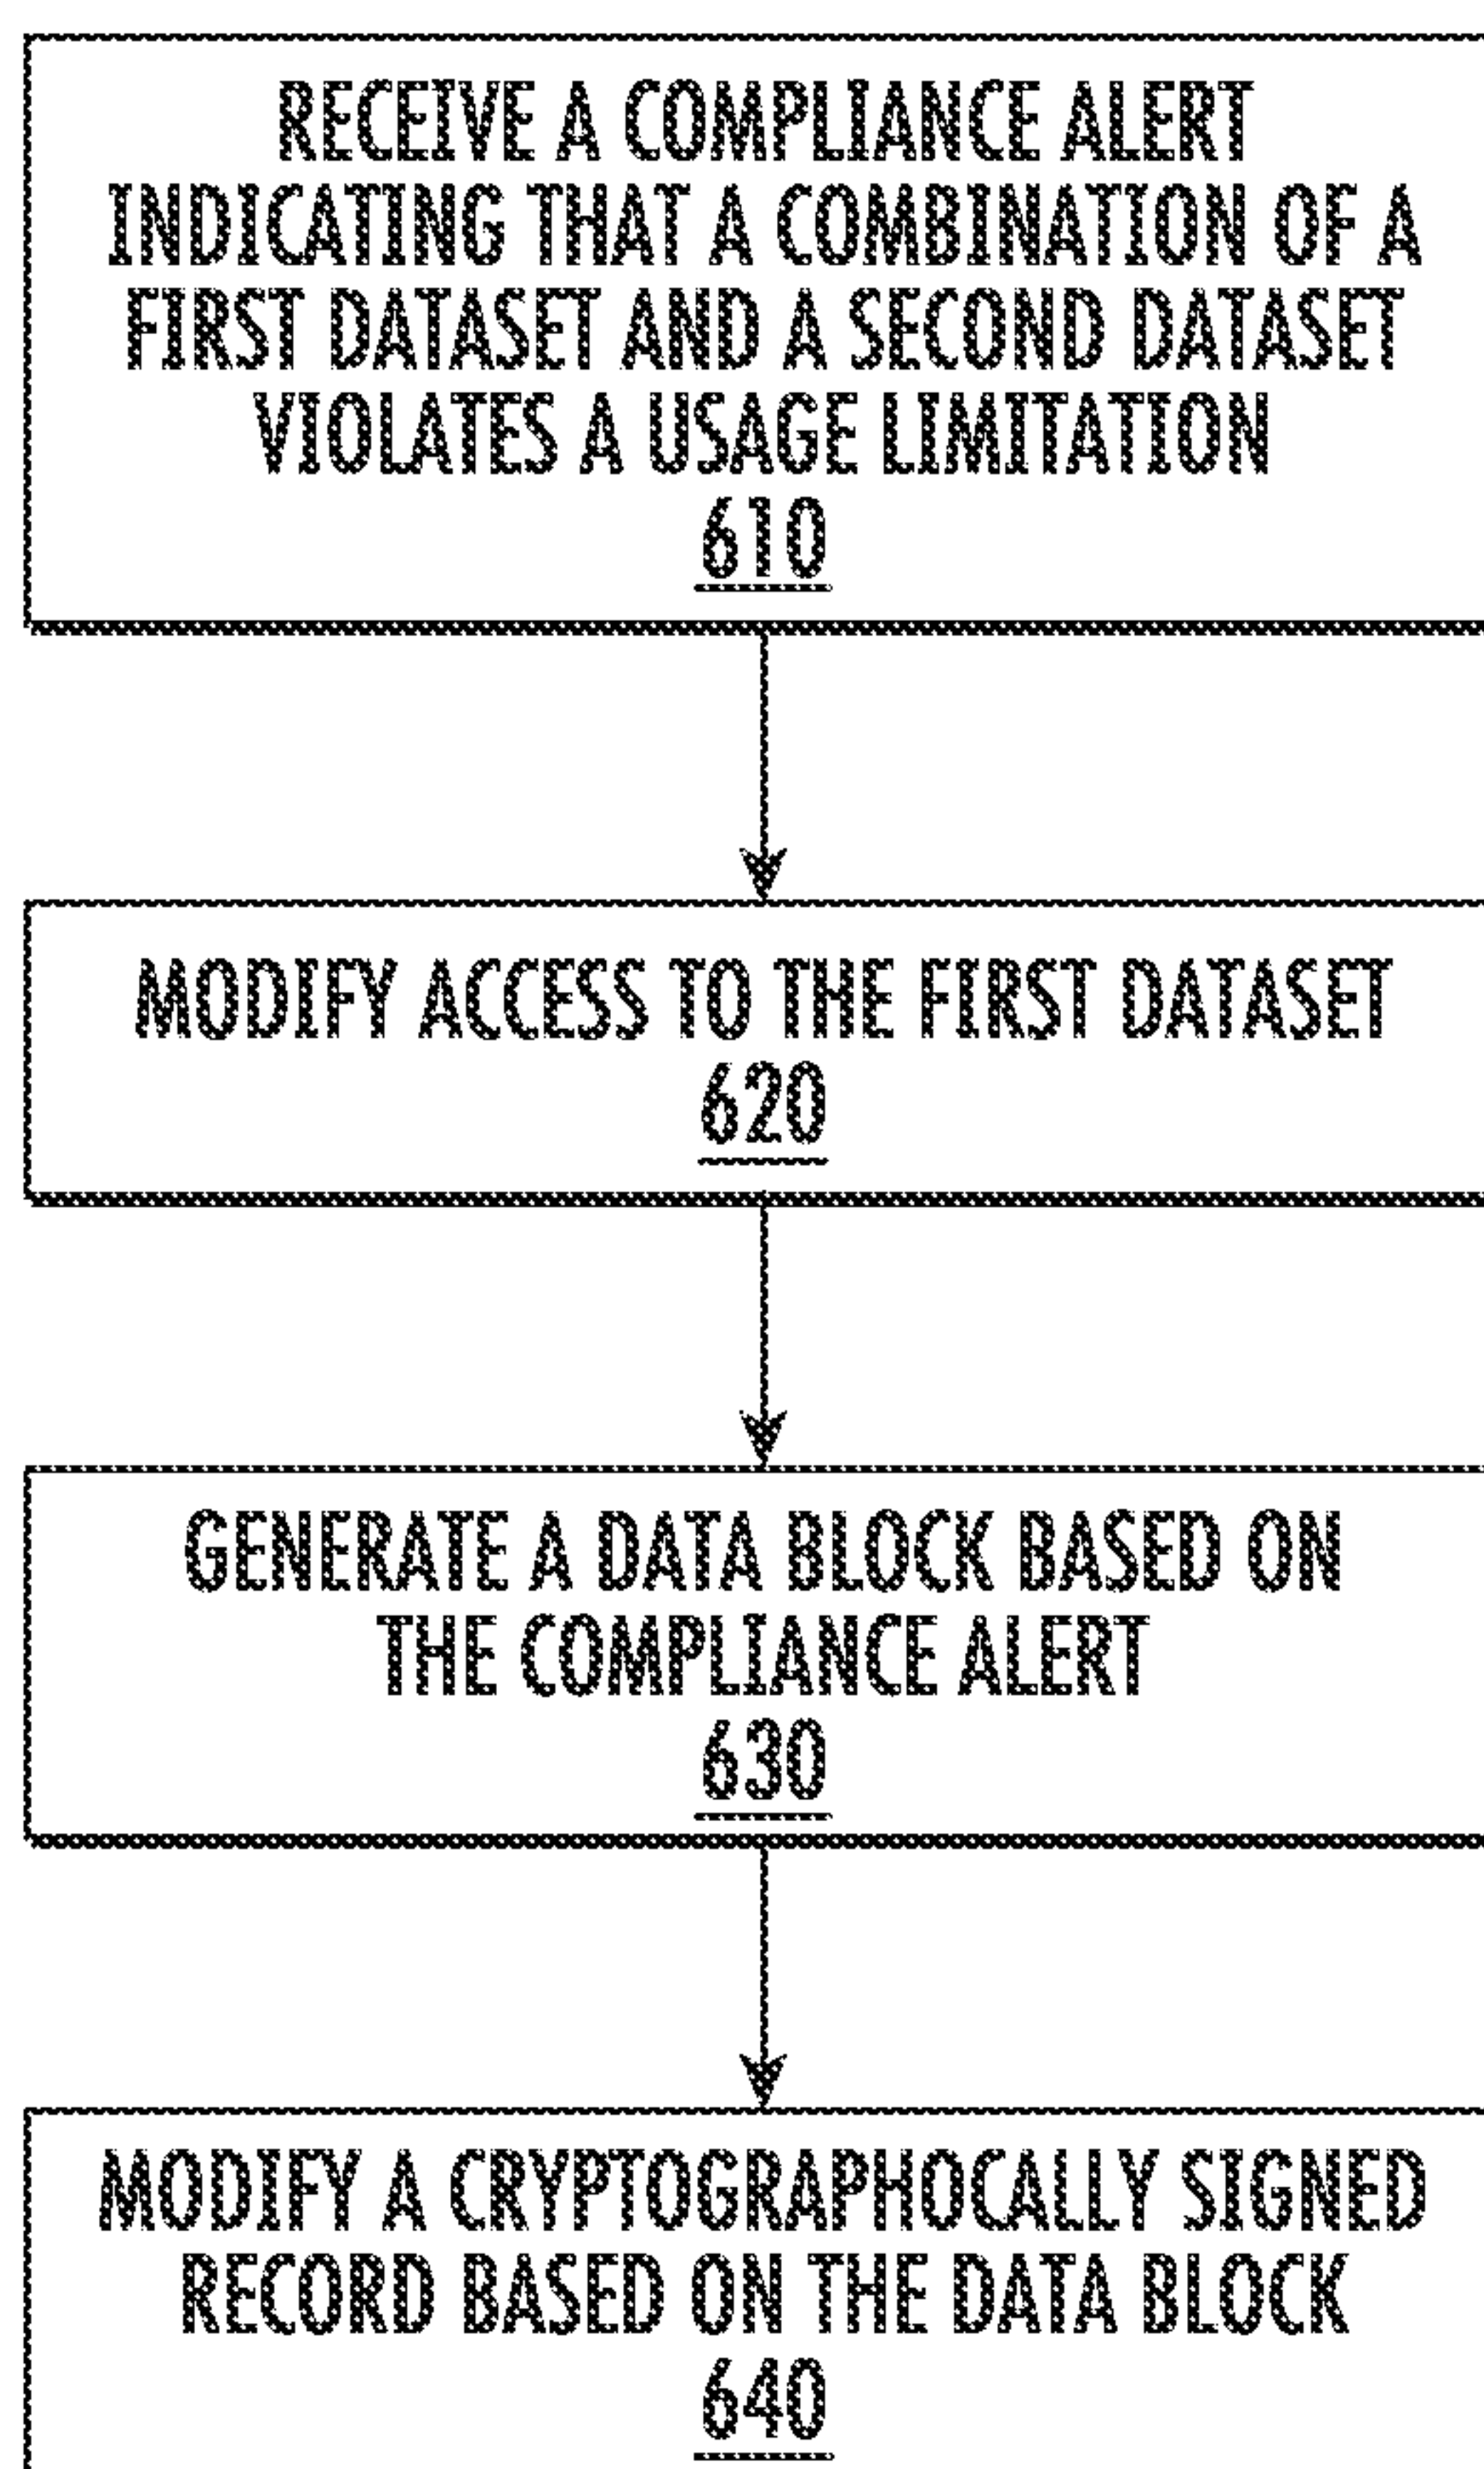 RECEIVE A COMPLIANCE ALERT
INDICATING THAT A COMBINATION OF A
FIRST DATASET AND A SECOND DATASET
VIOLATES A USAGE LIMITATION
610
MODIFY ACCESS TO THE FIRST DATASET
620
GENERATE A DATA BLOCK BASED ON
THE COMPLIANCE ALERT
630
MODIFY A CRYPTOGRAPHOCALLY SIGNED
RECORD BASED ON THE DATA BLOCK
640